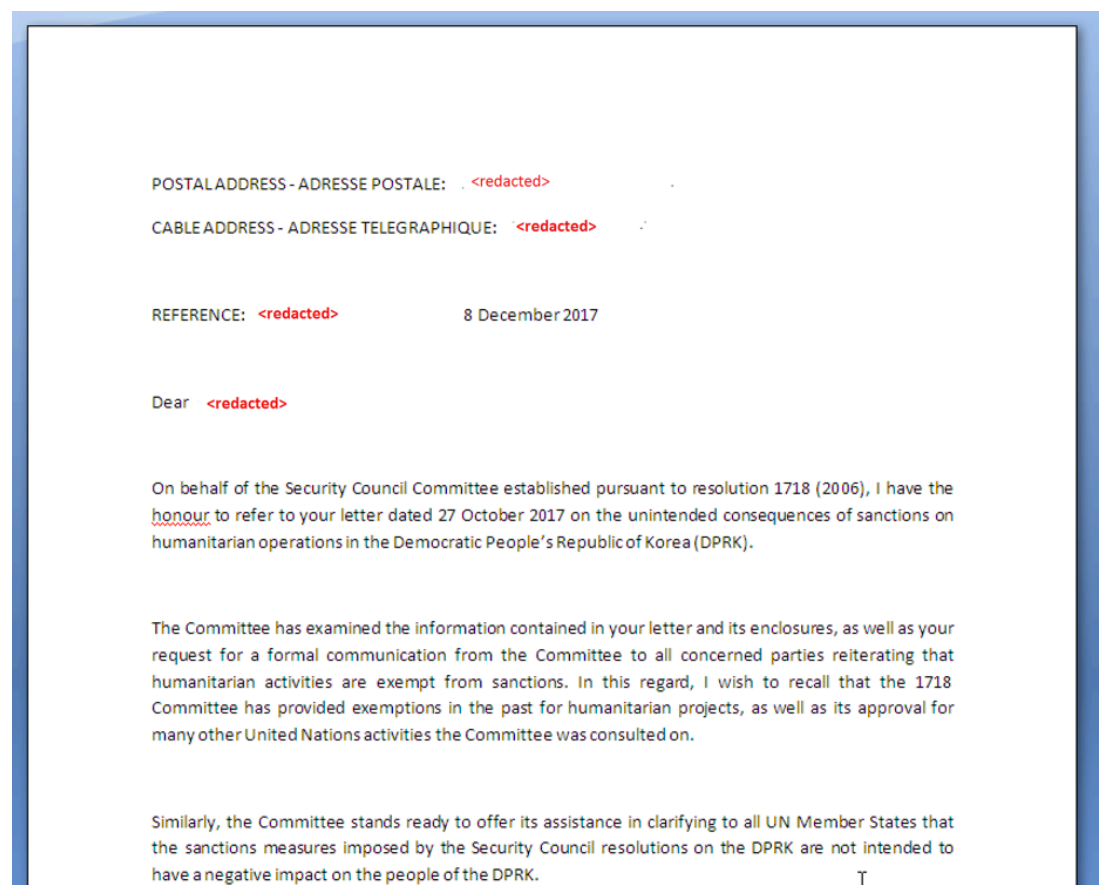 POSTAL ADDRESS - ADRESSE POSTALE: <redacted>
CABLE ADDRESS - ADRESSE TELEGRAPHIQUE: <redacted>
REFERENCE: <redacted> 8 December 2017
Dear <redacted>
On behalf of the Security Council Committee established pursuant to resolution 1718 (2006), I have the
honour to refer to your letter dated 27 October 2017 on the unintended consequences of sanctions on
humanitarian operations in the Democratic People's Republic of Korea (DPRK).
The Committee has examined the information contained in your letter and its enclosures, as well as your
request for a formal communication from the Committee to all concerned parties reiterating that
humanitarian activities are exempt from sanctions. In this regard, I wish to recall that the 1718
Committee has provided exemptions in the past for humanitarian projects, as well as its approval for
many other United Nations activities the Committee was consulted on.
Similarly, the Committee stands ready to offer its assistance in clarifying to all UN Member States that
the sanctions measures imposed by the Security Council resolutions on the DPRK are not intended to
have a negative impact on the people of the DPRK.